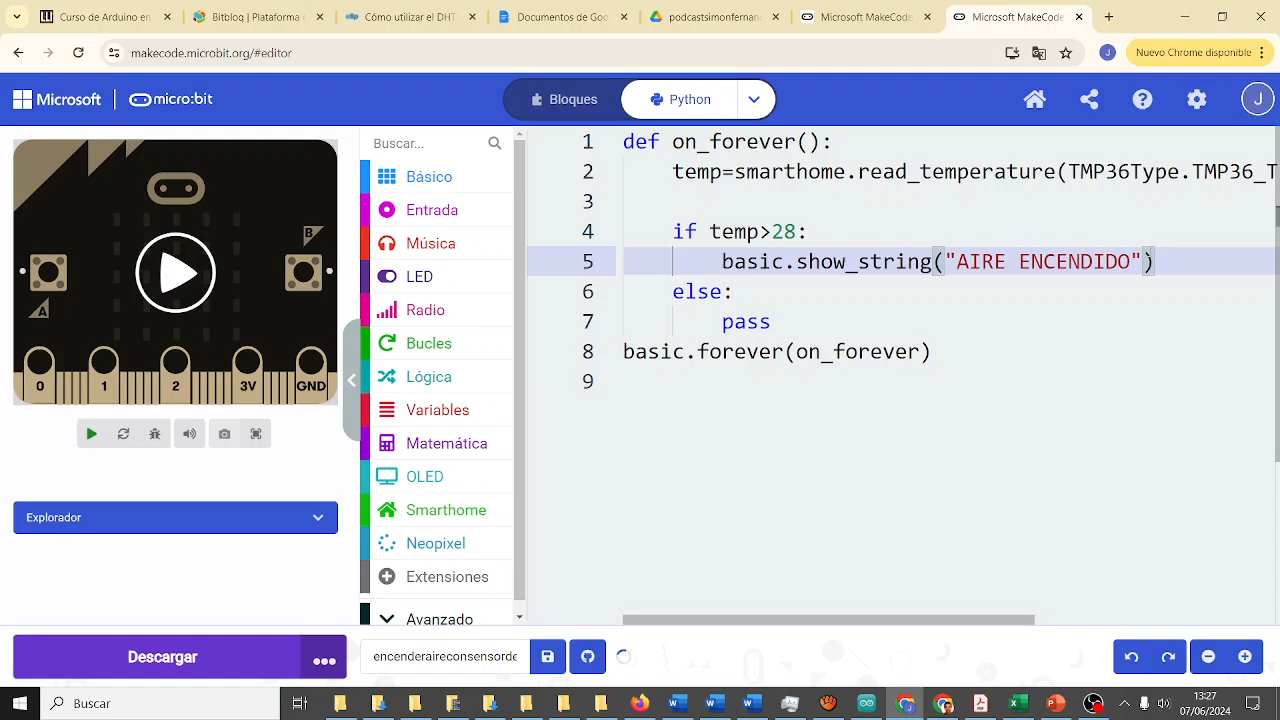 Curso de Arduino en
Bitbloq | Plataforma e
Cómo utilizar el DHT
Documentos de Goo
podcastsimonfernan
Microsoft MakeCode
Microsoft MakeCode
makecode.microbit.org/#editor
J
Nuevo Chrome disponible
Microsoft
micro:bit
Bloques
Python
J
B
A
0
1
2
3V
GND
Explorador
Buscar...
Básico
Entrada
Música
LED
Radio
Bucles
Lógica
Variables
Matemática
OLED
Smarthome
Neopixel
Extensiones
Avanzado
1 def on_forever():
2 temp=smarthome.read_temperature(TMP36Type.TMP36_T
3
4 if temp>28:
5 basic.show_string("AIRE ENCENDIDO")
6 else:
7 pass
8 basic.forever(on_forever)
9
Descargar
encenderaireconsensorde
Buscar
13:27
07/06/2024